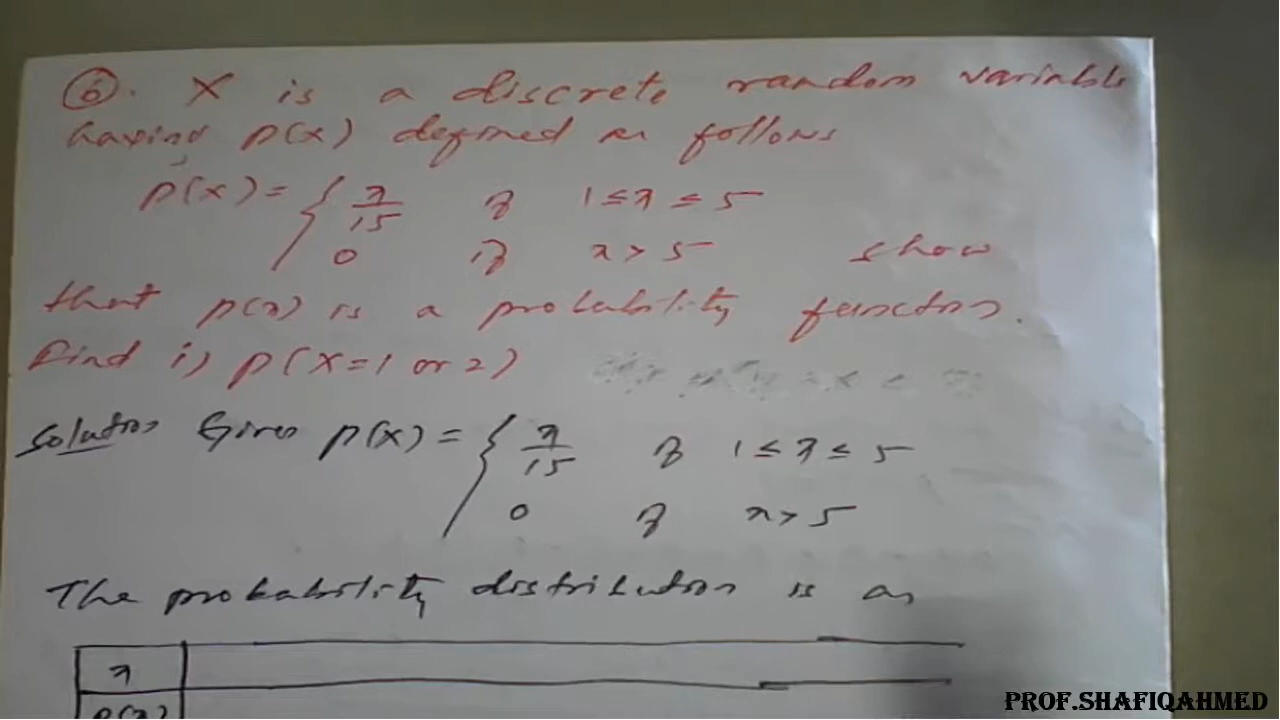 6. X is a discrete random variable
having P(X) defined as follows
P(X) = { x/15 if 1 ≤ x ≤ 5
0 if x > 5 show
that p(x) is a probability function.
Find i) P(X=1 or 2)
Solution Given P(X) = { x/15 if 1 ≤ x ≤ 5
0 if x > 5
The probability distribution is as
x
p(x)
PROF.SHAFIQAHMED